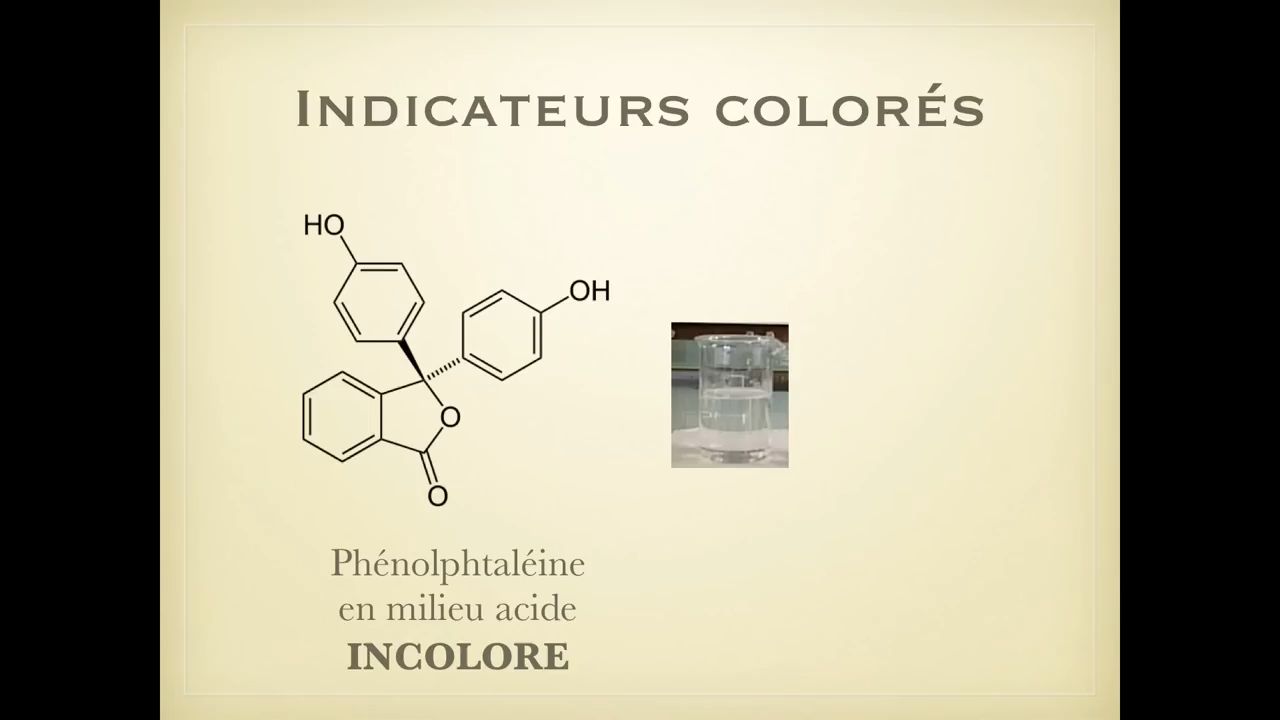 INDICATEURS COLORÉS
HO
OH
O
O
Phénolphtaléine
en milieu acide
INCOLORE